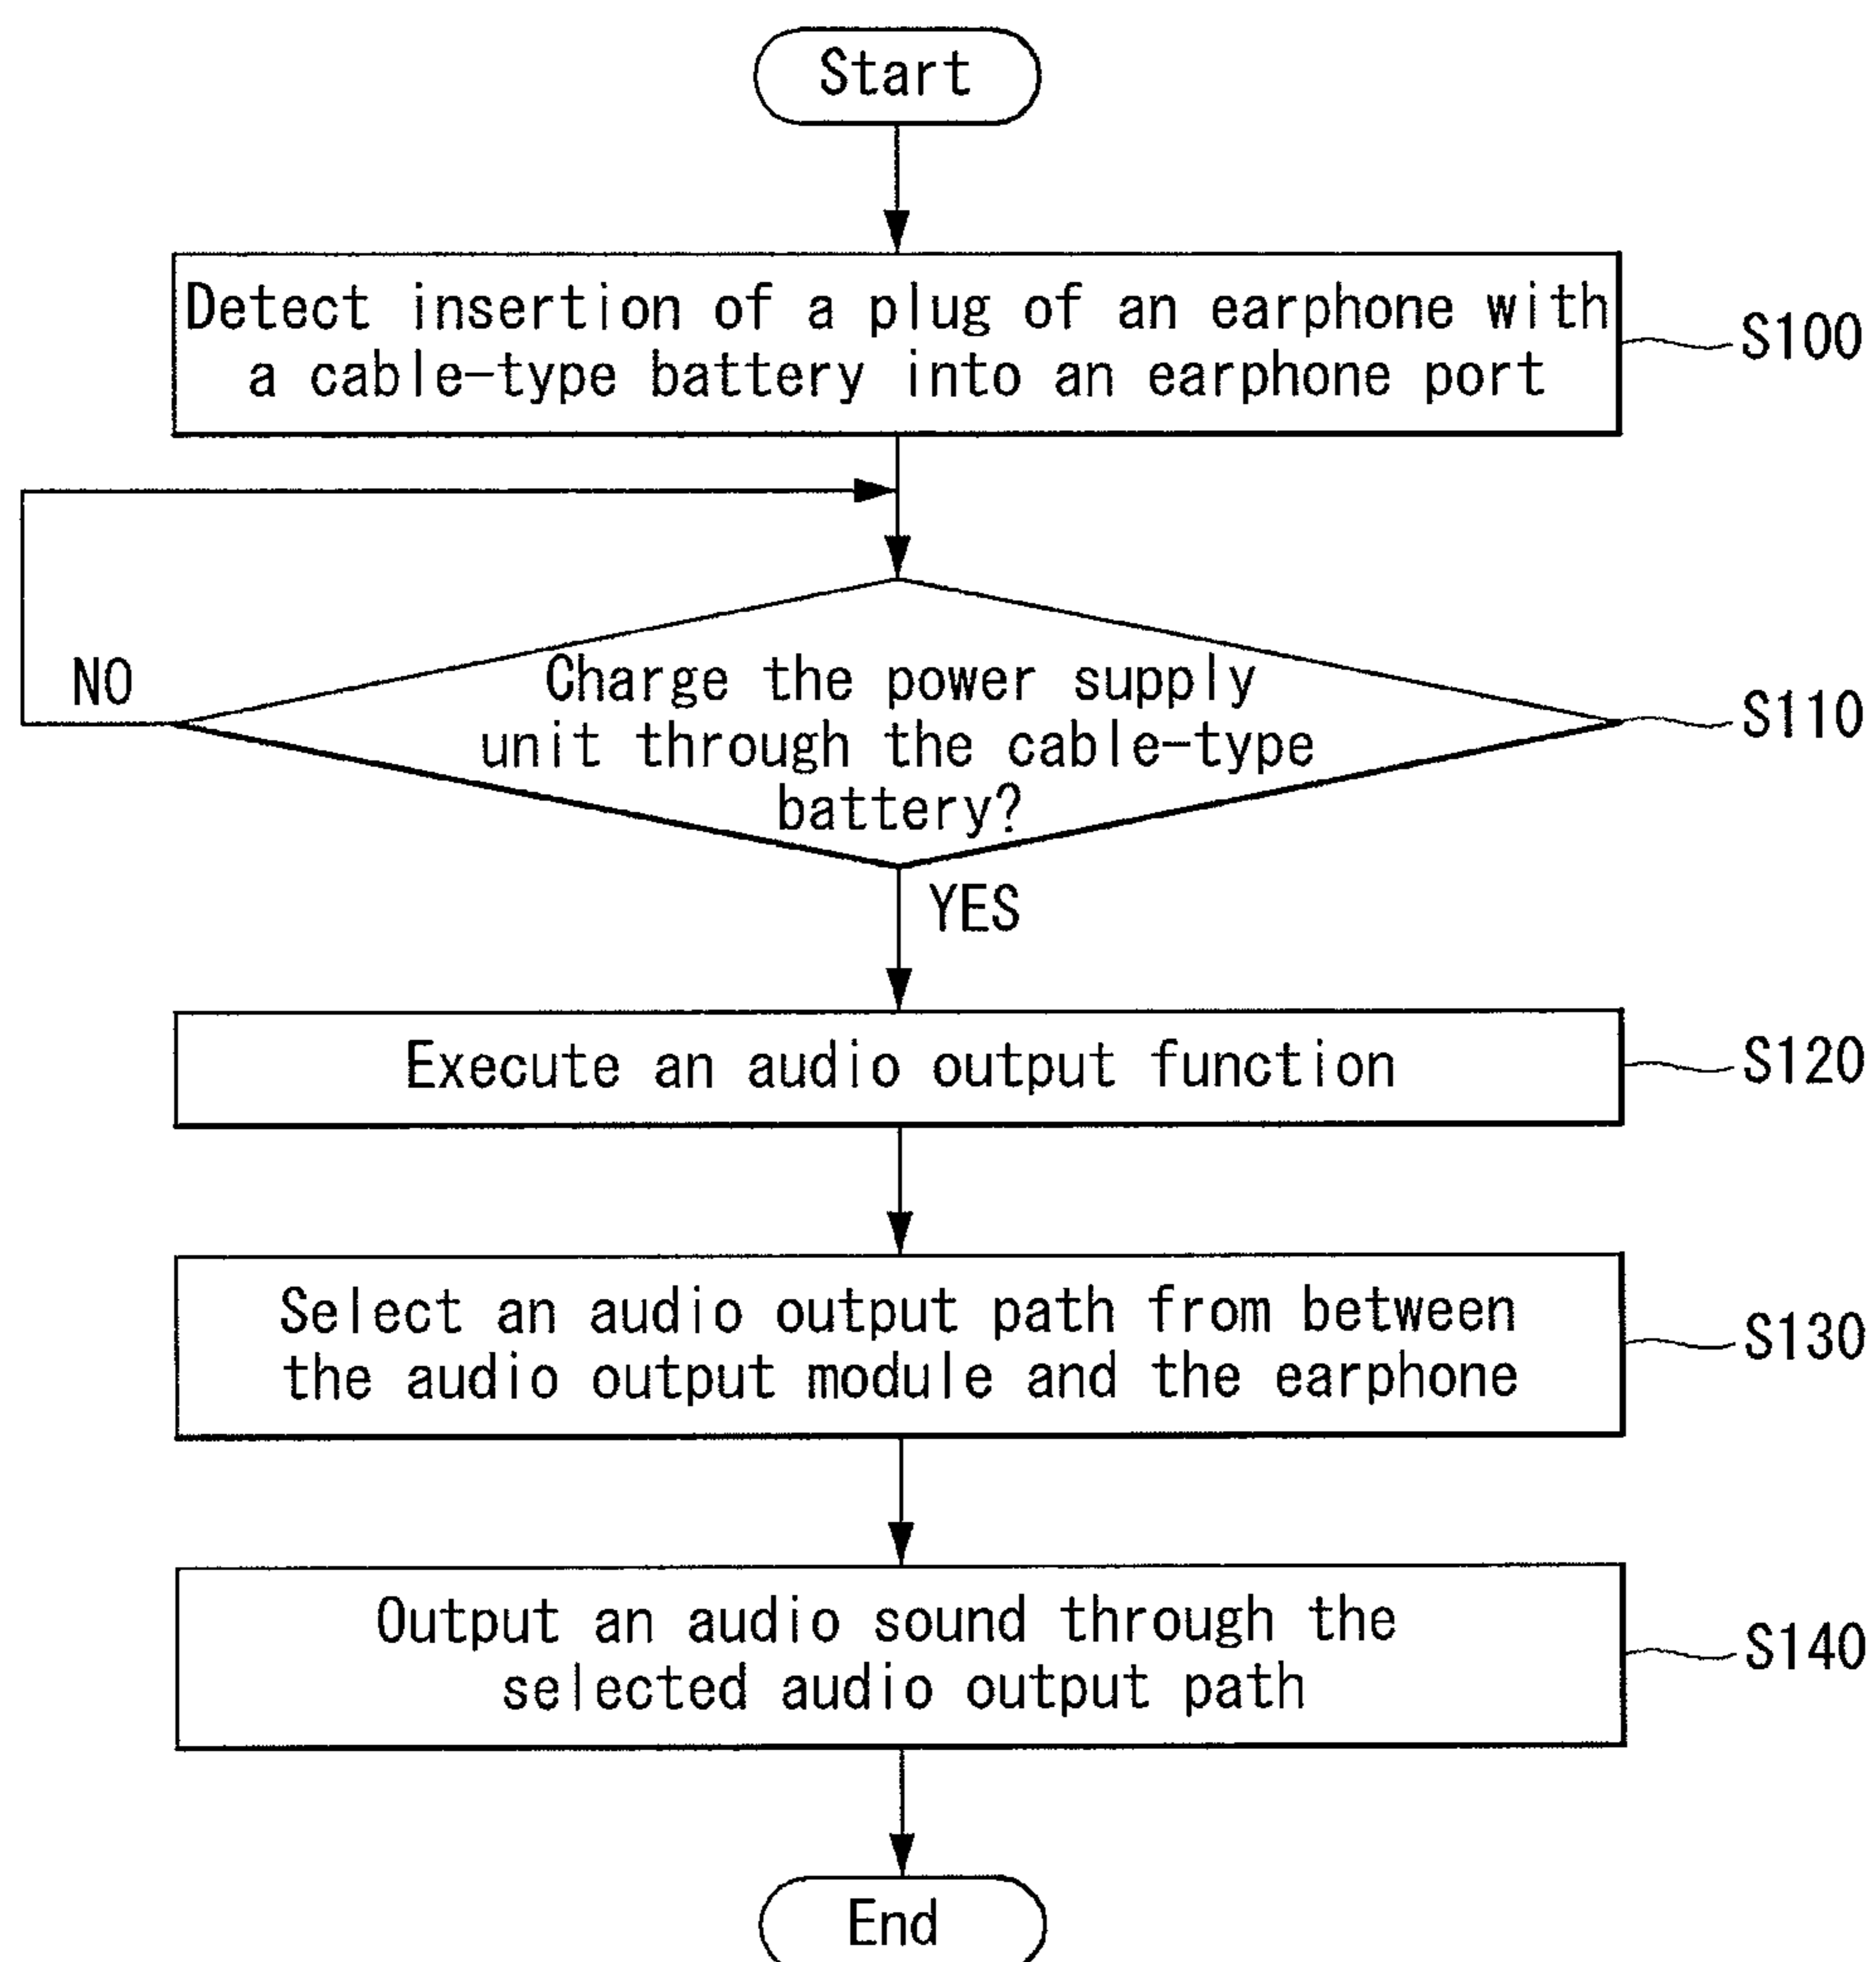 Start
Detect insertion of a plug of an earphone with
a cable-type battery into an earphone port
S100
NO
Charge the power supply
unit through the cable-type
battery?
S110
YES
Execute an audio output function
S120
Select an audio output path from between
the audio output module and the earphone
S130
Output an audio sound through the
selected audio output path
S140
End